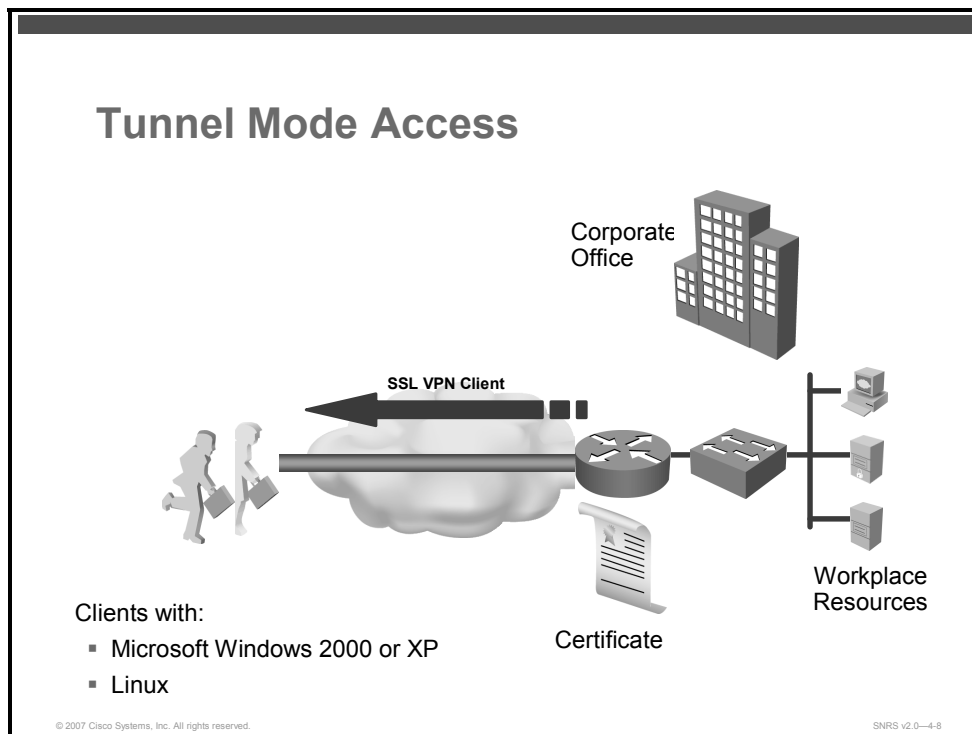 Tunnel Mode Access
Corporate
Office
SSL VPN Client
Workplace
Resources
Certificate
Clients with:
▪ Microsoft Windows 2000 or XP
▪ Linux
© 2007 Cisco Systems, Inc. All rights reserved.
SNRS v2.0—4-8